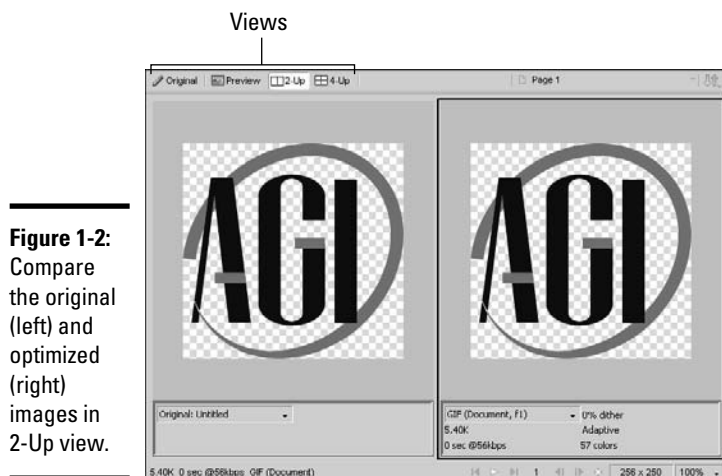 Views
Original Preview 2-Up 4-Up Page 1
AGI AGI
Figure 1-2:
Compare
the original
(left) and
optimized
(right)
images in
2-Up view.
Original: Untitled
GIF (Document, f1) 0% dither
5.40K Adaptive
0 sec @56kbps 57 colors
5.40K 0 sec @56kbps GIF (Document) 1 256 x 250 100%